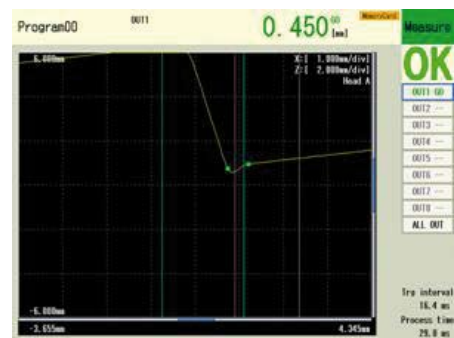 Program00
OUT1
0.450 GO
[mm]
MemoryCard
Measure
OK
6.000mm
X:[ 1.000mm/div]
Z:[ 2.000mm/div]
Head A
OUT1 GO
OUT2 --
OUT3 --
OUT4 --
OUT5 --
OUT6 --
OUT7 --
OUT8 --
ALL OUT
-6.000mm
-3.655mm
4.345mm
Trg interval
16.4 ms
Process time
29.8 ms